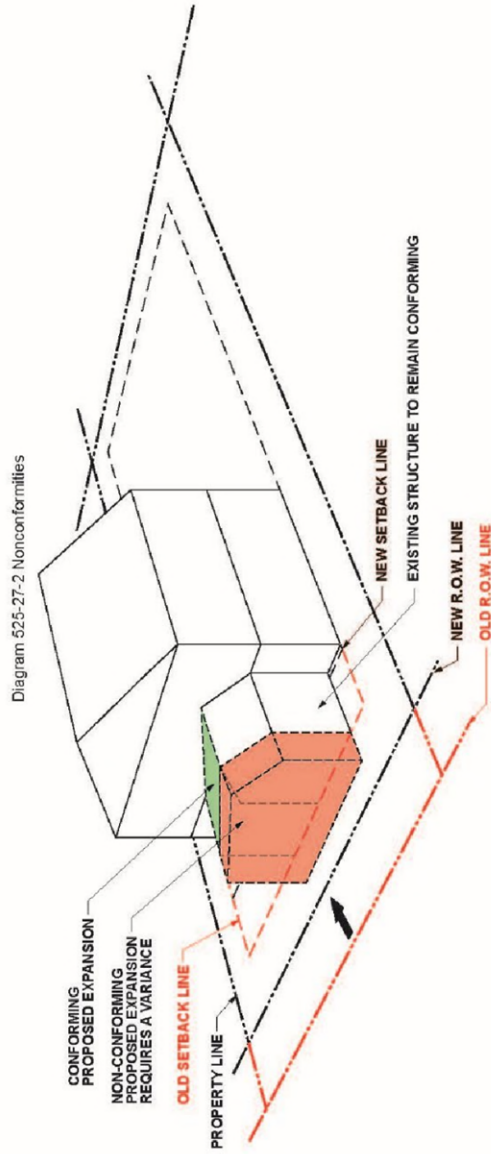 Diagram 525-27-2 Nonconformities
CONFORMING
PROPOSED EXPANSION
NON-CONFORMING
PROPOSED EXPANSION
REQUIRES A VARIANCE
OLD SETBACK LINE
PROPERTY LINE
NEW SETBACK LINE
EXISTING STRUCTURE TO REMAIN CONFORMING
NEW R.O.W. LINE
OLD R.O.W. LINE